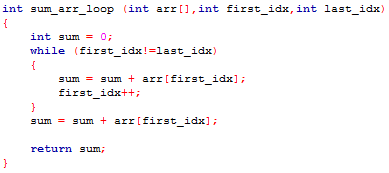 int sum_arr_loop (int arr[],int first_idx,int last_idx)
{
    int sum = 0;
    while (first_idx!=last_idx)
    {
        sum = sum + arr[first_idx];
        first_idx++;
    }
    sum = sum + arr[first_idx];

    return sum;
}